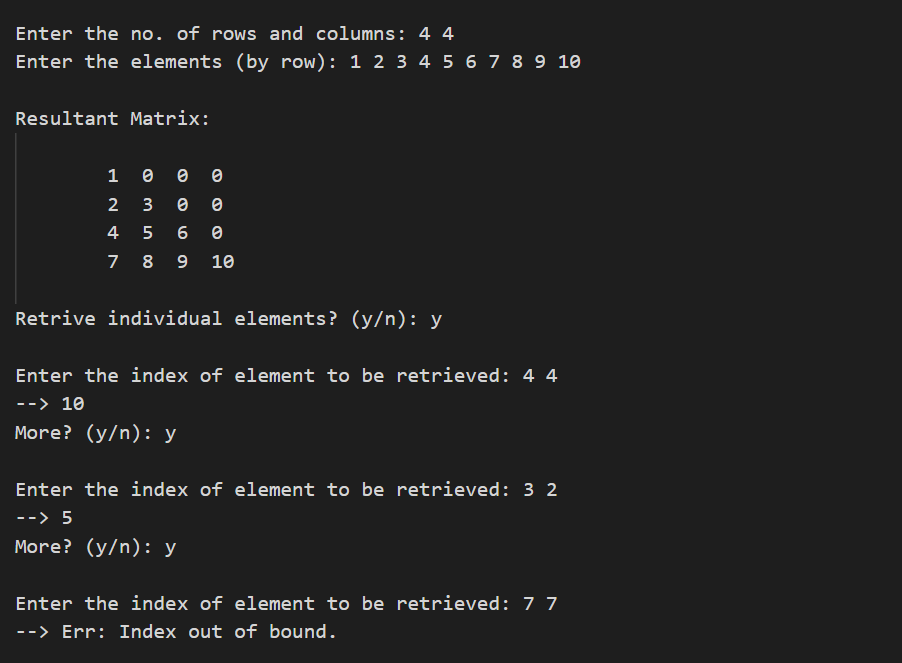 Enter the no. of rows and columns: 4 4
Enter the elements (by row): 1 2 3 4 5 6 7 8 9 10
Resultant Matrix:
1 0 0 0
2 3 0 0
4 5 6 0
7 8 9 10
Retrive individual elements? (y/n): y
Enter the index of element to be retrieved: 4 4
--> 10
More? (y/n): y
Enter the index of element to be retrieved: 3 2
--> 5
More? (y/n): y
Enter the index of element to be retrieved: 7 7
--> Err: Index out of bound.